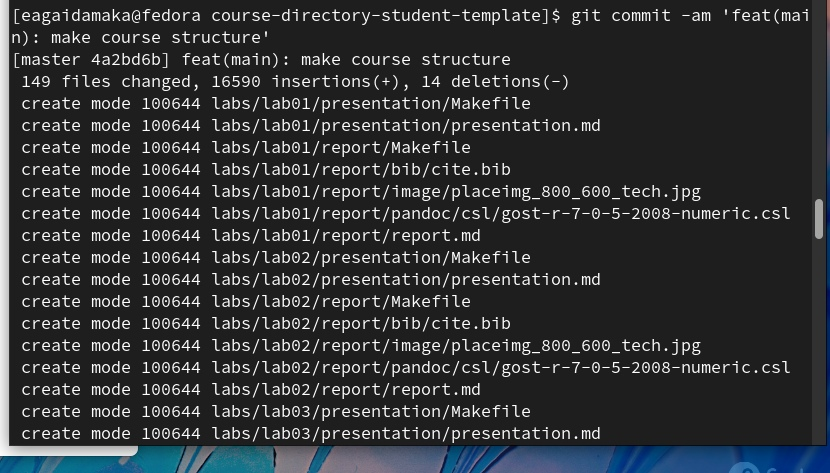 [eagaidamaka@fedora course-directory-student-template]$ git commit -am 'feat(mai
n): make course structure'
[master 4a2bd6b] feat(main): make course structure
 149 files changed, 16590 insertions(+), 14 deletions(-)
 create mode 100644 labs/lab01/presentation/Makefile
 create mode 100644 labs/lab01/presentation/presentation.md
 create mode 100644 labs/lab01/report/Makefile
 create mode 100644 labs/lab01/report/bib/cite.bib
 create mode 100644 labs/lab01/report/image/placeimg_800_600_tech.jpg
 create mode 100644 labs/lab01/report/pandoc/csl/gost-r-7-0-5-2008-numeric.csl
 create mode 100644 labs/lab01/report/report.md
 create mode 100644 labs/lab02/presentation/Makefile
 create mode 100644 labs/lab02/presentation/presentation.md
 create mode 100644 labs/lab02/report/Makefile
 create mode 100644 labs/lab02/report/bib/cite.bib
 create mode 100644 labs/lab02/report/image/placeimg_800_600_tech.jpg
 create mode 100644 labs/lab02/report/pandoc/csl/gost-r-7-0-5-2008-numeric.csl
 create mode 100644 labs/lab02/report/report.md
 create mode 100644 labs/lab03/presentation/Makefile
 create mode 100644 labs/lab03/presentation/presentation.md